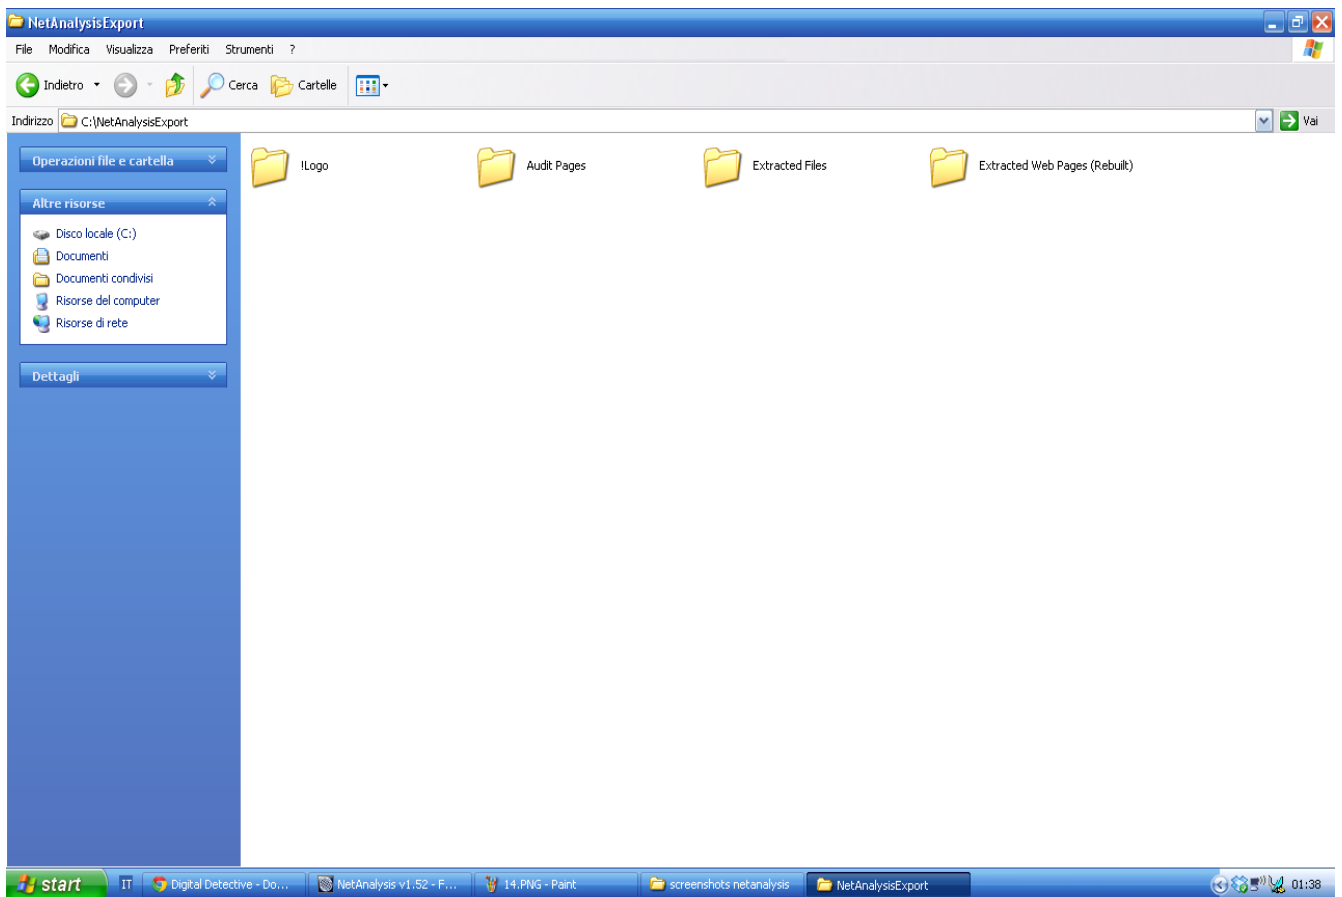 NetAnalysisExport
File Modifica Visualizza Preferiti Strumenti ?
Indietro Cerca Cartelle
Indirizzo C:\NetAnalysisExport Vai
Operazioni file e cartella
!Logo Audit Pages Extracted Files Extracted Web Pages (Rebuilt)
Altre risorse
Disco locale (C:)
Documenti
Documenti condivisi
Risorse del computer
Risorse di rete
Dettagli
start IT Digital Detective - Do... NetAnalysis v1.52 - F... 14.PNG - Paint screenshots netanalysis NetAnalysisExport 01:38